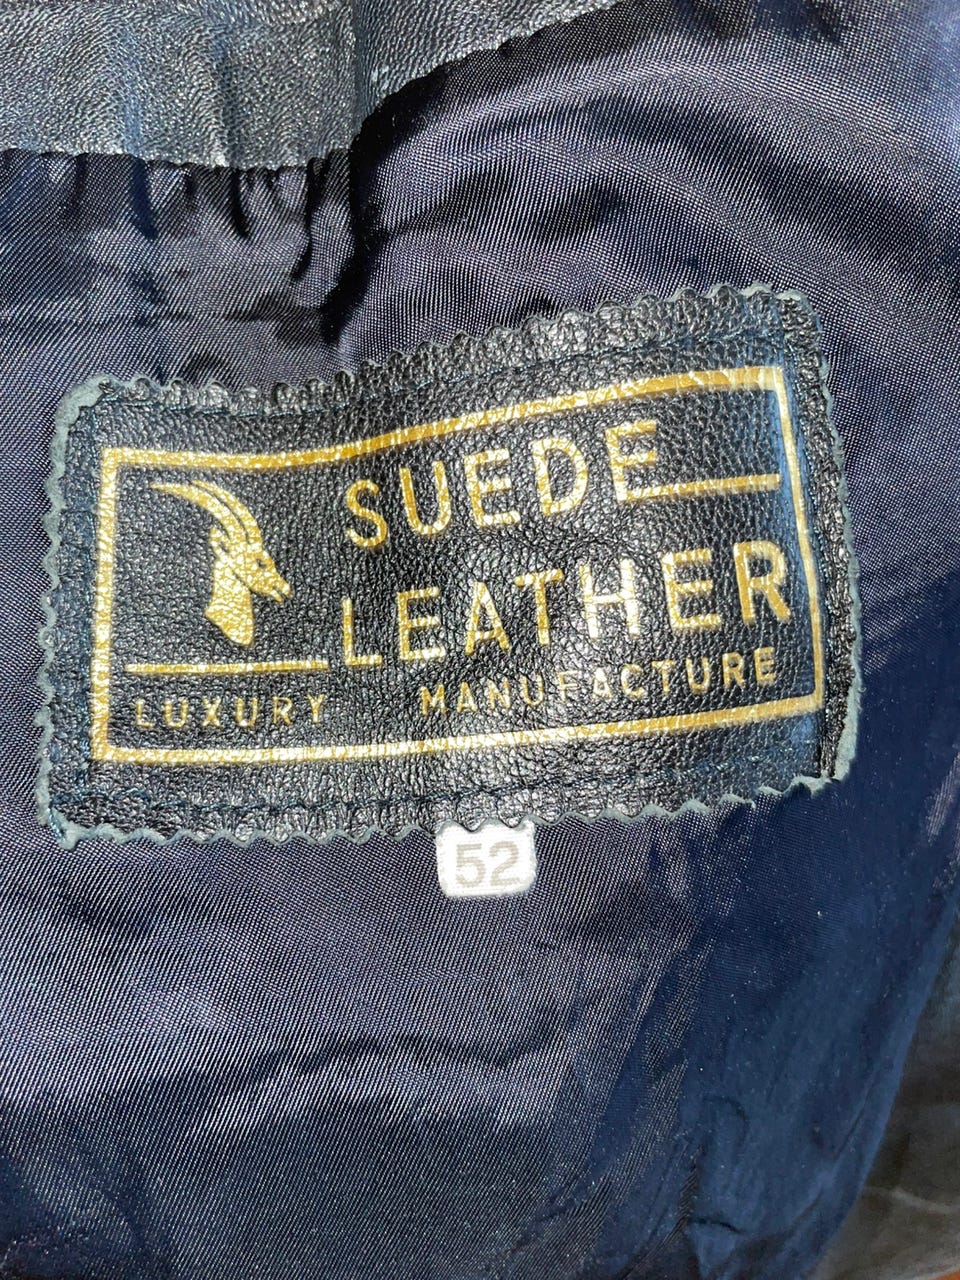 SUEDE
LEATHER
LUXURY MANUFACTURE
52